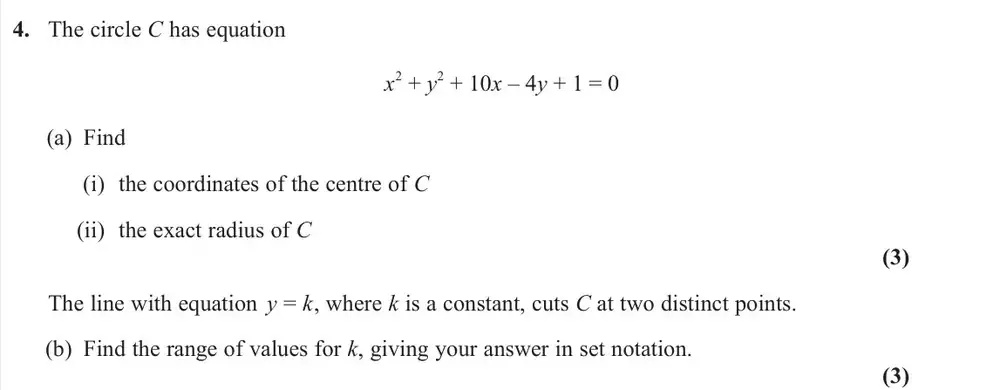 4. The circle C has equation
x² + y² + 10x – 4y + 1 = 0
(a) Find
(i) the coordinates of the centre of C
(ii) the exact radius of C
(3)
The line with equation y = k, where k is a constant, cuts C at two distinct points.
(b) Find the range of values for k, giving your answer in set notation.
(3)